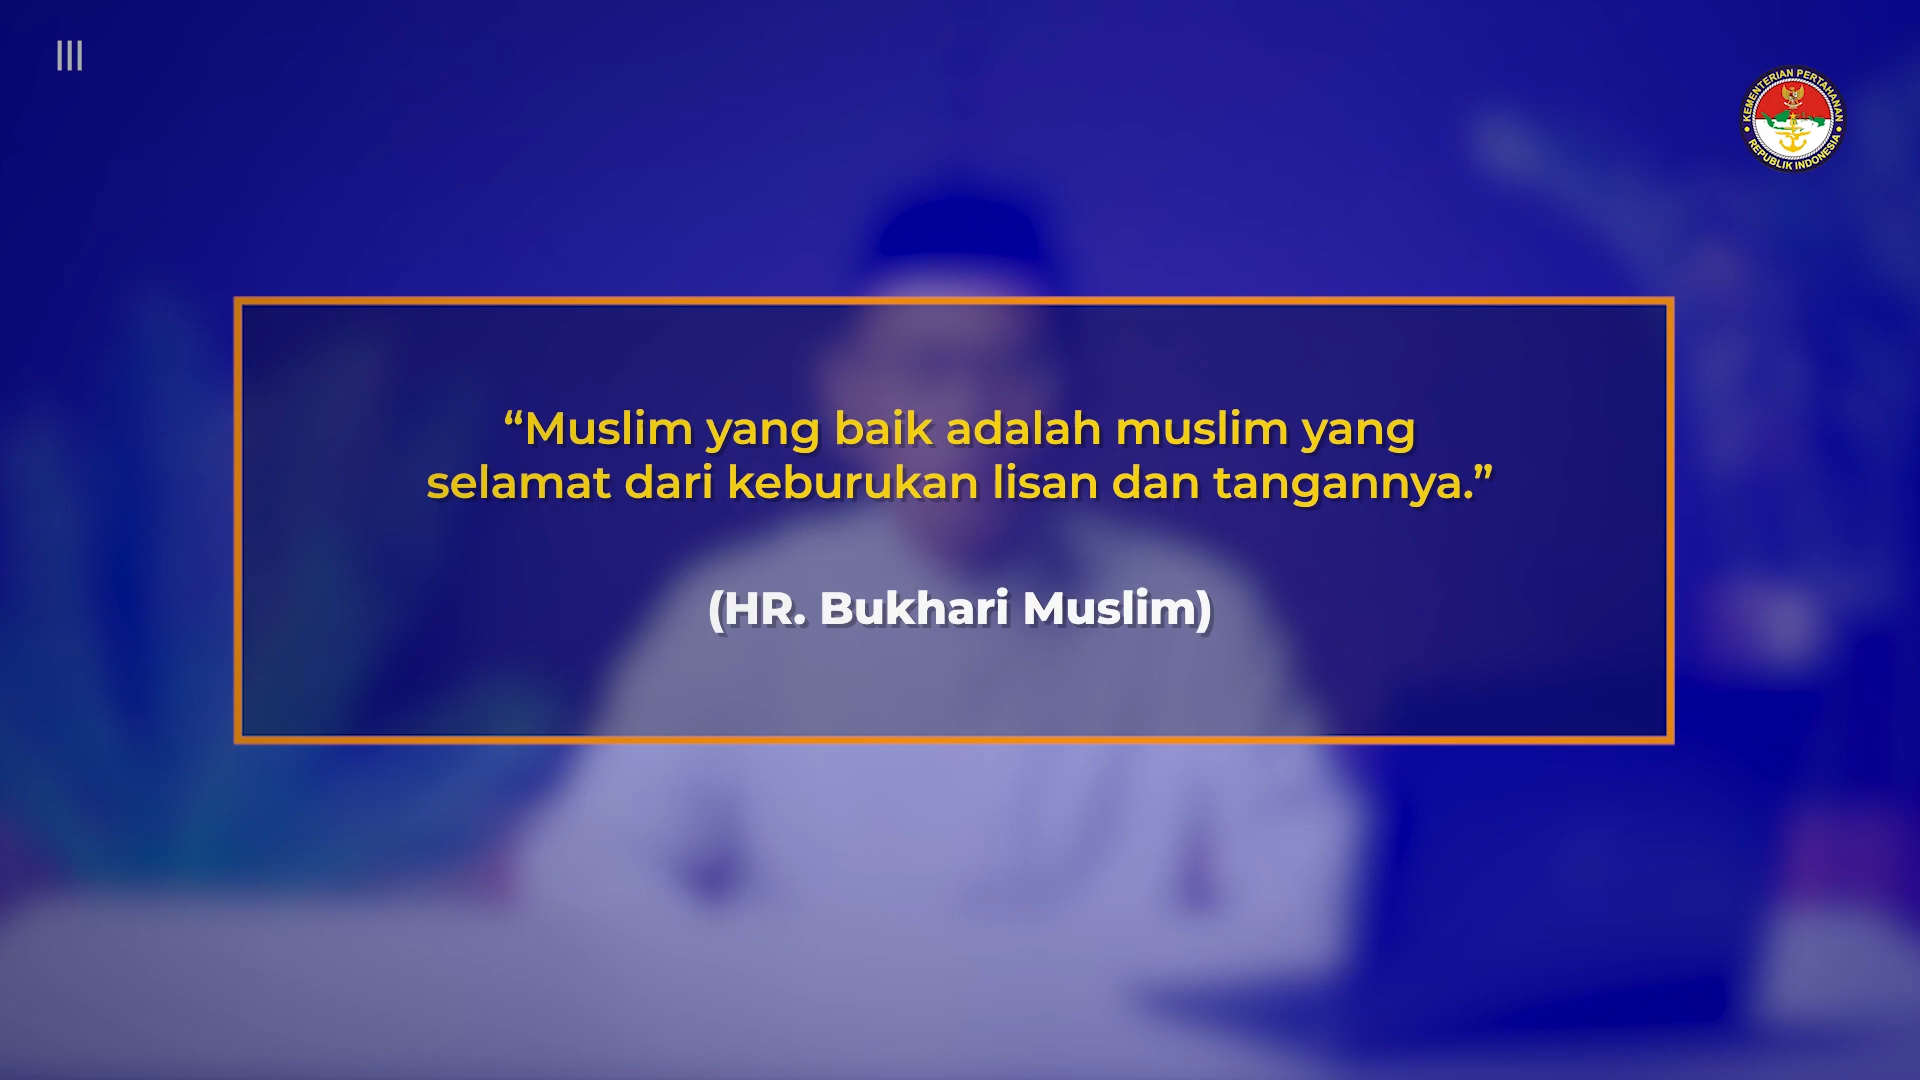 KEMENTERIAN PERTAHANAN
REPUBLIK INDONESIA
“Muslim yang baik adalah muslim yang
selamat dari keburukan lisan dan tangannya.”
(HR. Bukhari Muslim)